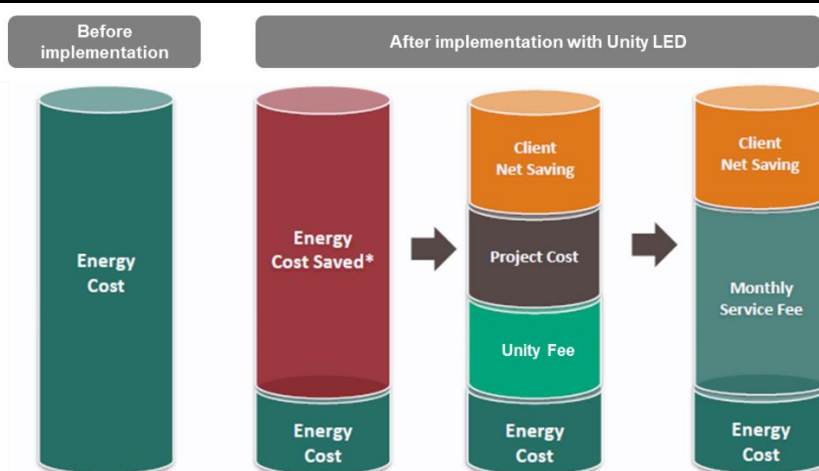 Before
implementation
After implementation with Unity LED
Energy
Cost
Energy
Cost Saved*
Energy
Cost
Client
Net Saving
Project Cost
Unity Fee
Energy
Cost
Client
Net Saving
Monthly
Service Fee
Energy
Cost